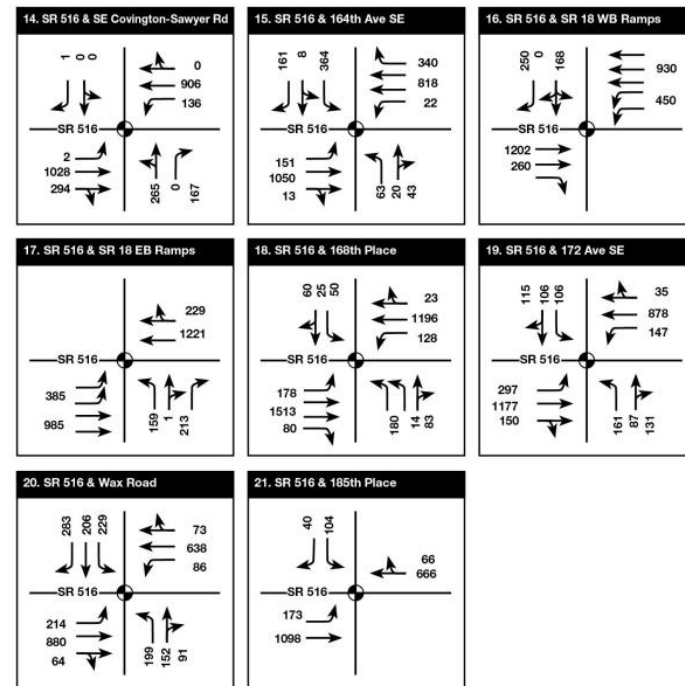 14. SR 516 & SE Covington-Sawyer Rd
1 0 0
0
906
136
SR 516
2
1028
294
265 0 167
15. SR 516 & 164th Ave SE
161 8 364
340
818
22
SR 516
151
1050
13
63 20 43
16. SR 516 & SR 18 WB Ramps
250 0 168
930
450
SR 516
1202
260
17. SR 516 & SR 18 EB Ramps
229
1221
SR 516
385
985
159 1 213
18. SR 516 & 168th Place
60 25 50
23
1196
128
SR 516
178
1513
80
180 14 83
19. SR 516 & 172 Ave SE
115 106 106
35
878
147
SR 516
297
1177
150
161 87 131
20. SR 516 & Wax Road
283 206 229
73
638
86
SR 516
214
880
64
199 152 91
21. SR 516 & 185th Place
40 104
66
666
SR 516
173
1098